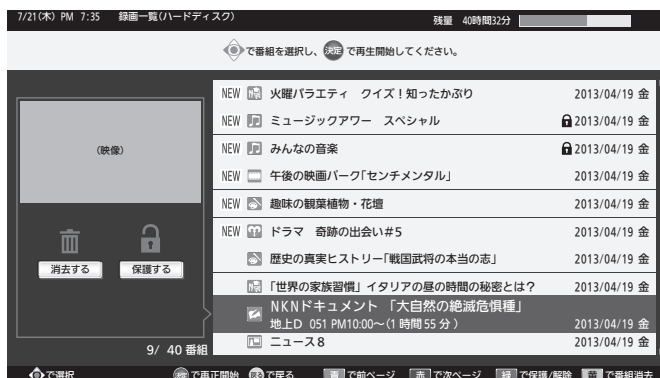 7/21(木) PM 7:35 録画一覧(ハードディスク) 残量 40時間32分
で番組を選択し、決定 で再生開始してください。
(映像)
消去する 保護する
9/ 40 番組
NEW 火曜バラエティ クイズ!知ったかぶり 2013/04/19 金
NEW ミュージックアワー スペシャル 2013/04/19 金
NEW みんなの音楽 2013/04/19 金
NEW 午後の映画パーク「センチメンタル」 2013/04/19 金
NEW 趣味の観葉植物・花壇 2013/04/19 金
NEW ドラマ 奇跡の出会い#5 2013/04/19 金
歴史の真実ヒストリー「戦国武将の本当の志」 2013/04/19 金
「世界の家族習慣」イタリアの昼の時間の秘密とは? 2013/04/19 金
NKNドキュメント 「大自然の絶滅危惧種」
地上D 051 PM10:00~(1時間55分) 2013/04/19 金
ニュース8 2013/04/19 金
で選択 決定 で再生開始 戻る で戻る 青 で前ページ 赤 で次ページ 緑 で保護/解除 黄 で番組消去